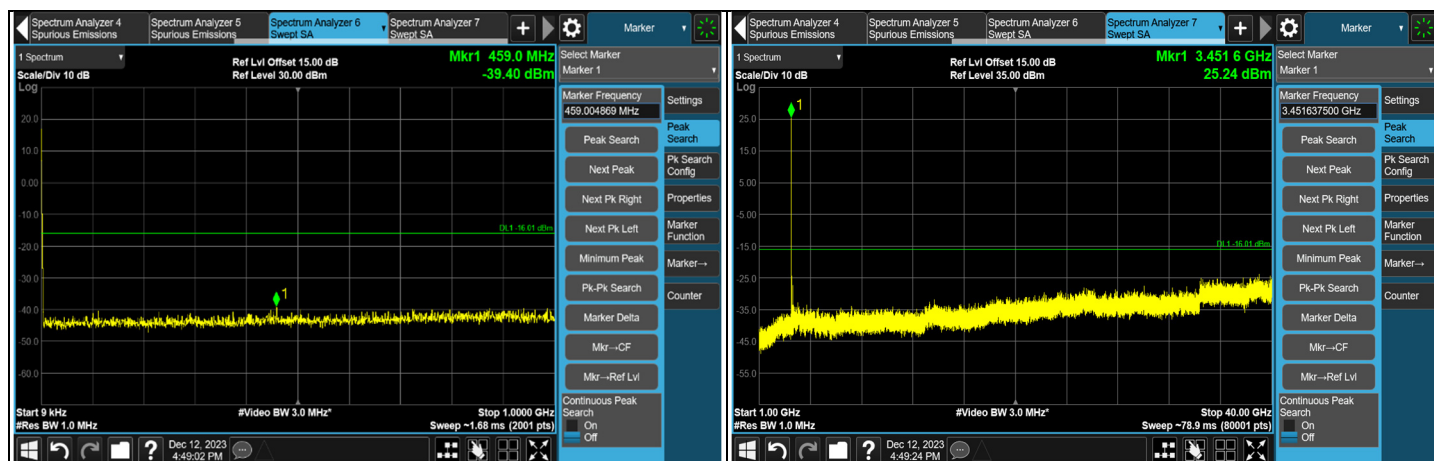 Spectrum Analyzer 4
Spurious Emissions
Spectrum Analyzer 5
Spurious Emissions
Spectrum Analyzer 6
Swept SA
Spectrum Analyzer 7
Swept SA
+
Marker
1 Spectrum
Scale/Div 10 dB
Log
Ref Lvl Offset 15.00 dB
Ref Level 30.00 dBm
Mkr1 459.0 MHz
-39.40 dBm
20.0
10.0
0.00
-10.0
-20.0
-30.0
-40.0
-50.0
-60.0
1
DL1 -16.01 dBm
Start 9 kHz
#Res BW 1.0 MHz
#Video BW 3.0 MHz*
Stop 1.0000 GHz
Sweep ~1.68 ms (2001 pts)
Select Marker
Marker 1
Marker Frequency
459.004869 MHz
Peak Search
Next Peak
Next Pk Right
Next Pk Left
Minimum Peak
Pk-Pk Search
Marker Delta
Mkr→CF
Mkr→Ref Lvl
Continuous Peak
Search
On
Off
Settings
Peak
Search
Pk Search
Config
Properties
Marker
Function
Marker→
Counter
?
Dec 12, 2023
4:49:02 PM
Spectrum Analyzer 4
Spurious Emissions
Spectrum Analyzer 5
Spurious Emissions
Spectrum Analyzer 6
Swept SA
Spectrum Analyzer 7
Swept SA
+
Marker
1 Spectrum
Scale/Div 10 dB
Log
Ref Lvl Offset 15.00 dB
Ref Level 35.00 dBm
Mkr1 3.451 6 GHz
25.24 dBm
25.0
15.0
5.00
-5.00
-15.0
-25.0
-35.0
-45.0
-55.0
1
DL1 -16.01 dBm
Start 1.00 GHz
#Res BW 1.0 MHz
#Video BW 3.0 MHz*
Stop 40.00 GHz
Sweep ~78.9 ms (80001 pts)
Select Marker
Marker 1
Marker Frequency
3.451637500 GHz
Peak Search
Next Peak
Next Pk Right
Next Pk Left
Minimum Peak
Pk-Pk Search
Marker Delta
Mkr→CF
Mkr→Ref Lvl
Continuous Peak
Search
On
Off
Settings
Peak
Search
Pk Search
Config
Properties
Marker
Function
Marker→
Counter
?
Dec 12, 2023
4:49:24 PM